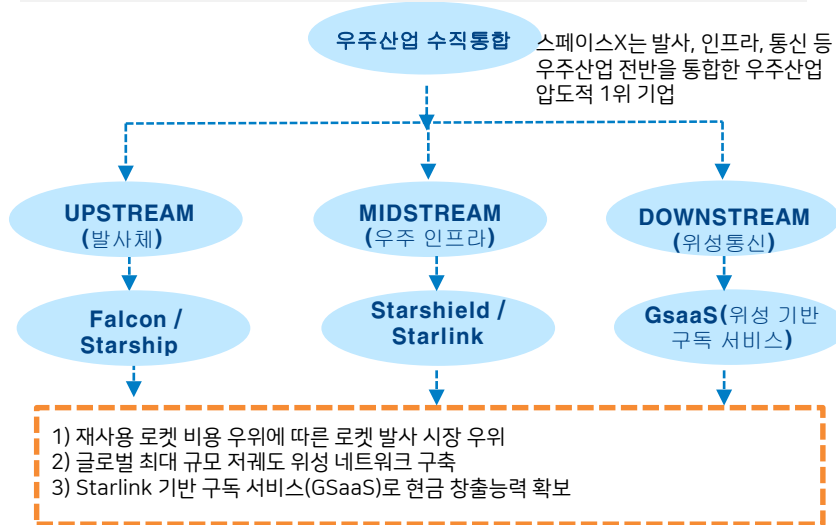 우주산업 수직통합
스페이스X는 발사, 인프라, 통신 등
우주산업 전반을 통합한 우주산업
압도적 1위 기업
UPSTREAM
(발사체)
MIDSTREAM
(우주 인프라)
DOWNSTREAM
(위성통신)
Falcon /
Starship
Starshield /
Starlink
GsaaS(위성 기반
구독 서비스)
1) 재사용 로켓 비용 우위에 따른 로켓 발사 시장 우위
2) 글로벌 최대 규모 저궤도 위성 네트워크 구축
3) Starlink 기반 구독 서비스(GSaaS)로 현금 창출능력 확보